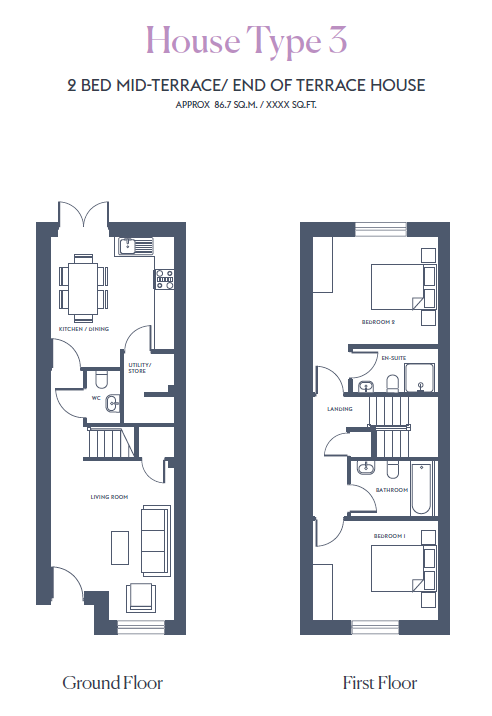 House Type 3
2 BED MID-TERRACE/ END OF TERRACE HOUSE
APPROX 86.7 SQ.M. / XXXX SQ.FT.
KITCHEN / DINING
UTILITY/
STORE
WC
LIVING ROOM
BEDROOM 2
EN-SUITE
LANDING
BATHROOM
BEDROOM 1
Ground Floor
First Floor